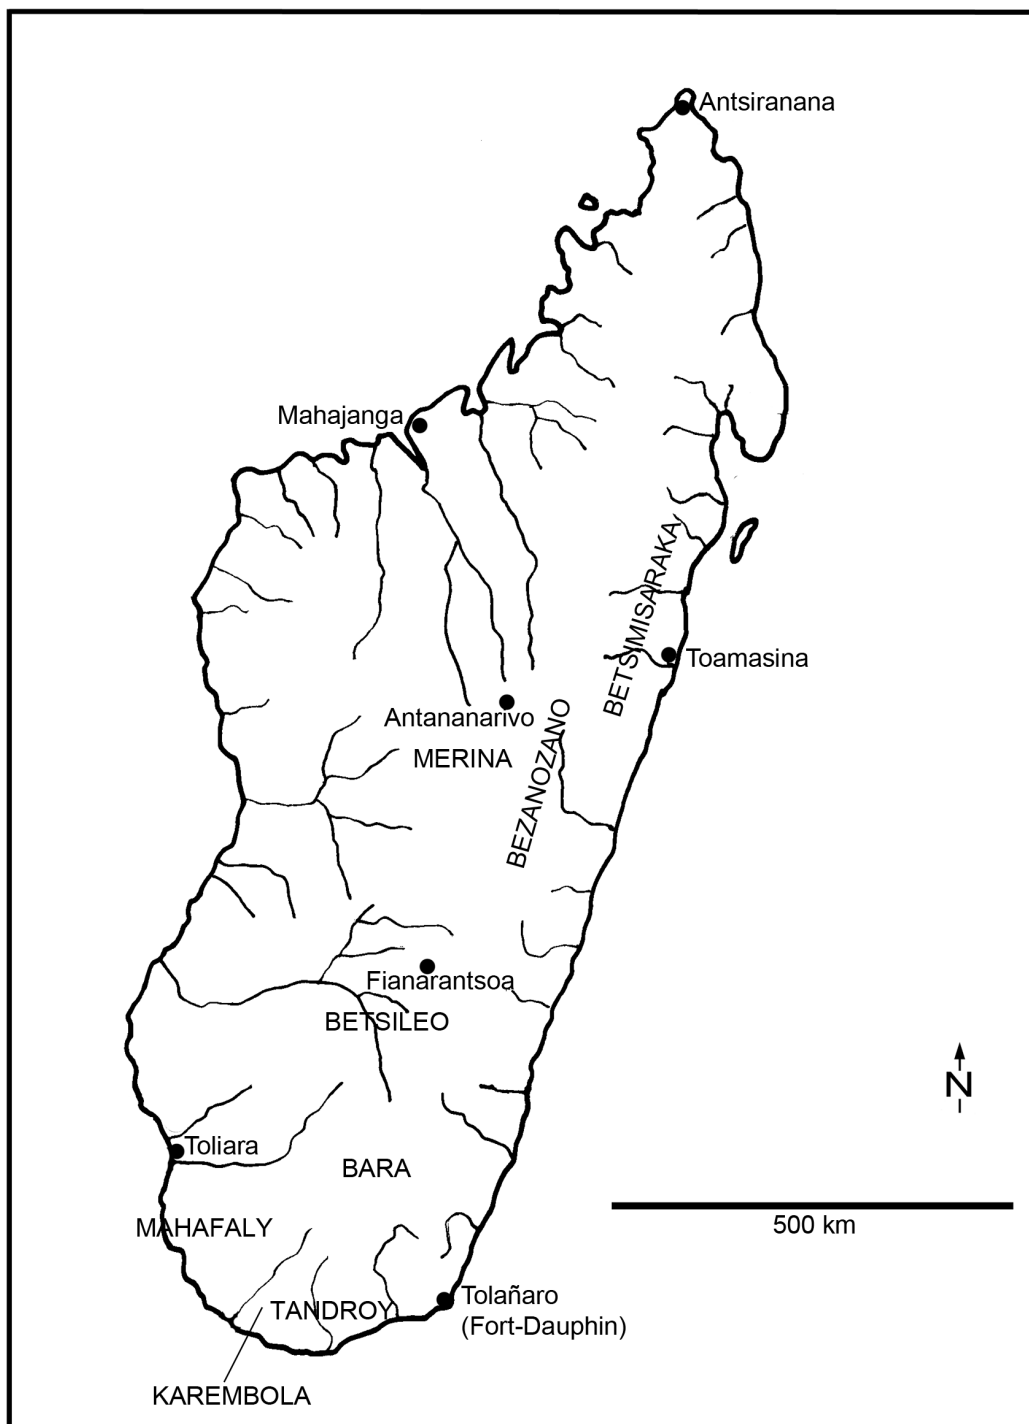 Antsiranana
Mahajanga
BETSIMISARAKA
Toamasina
Antananarivo
MERINA
BEZANOZANO
Fianarantsoa
BETSILEO
N
Toliara
BARA
500 km
MAHAFALY
Tolañaro
(Fort-Dauphin)
TANDROY
KAREMBOLA